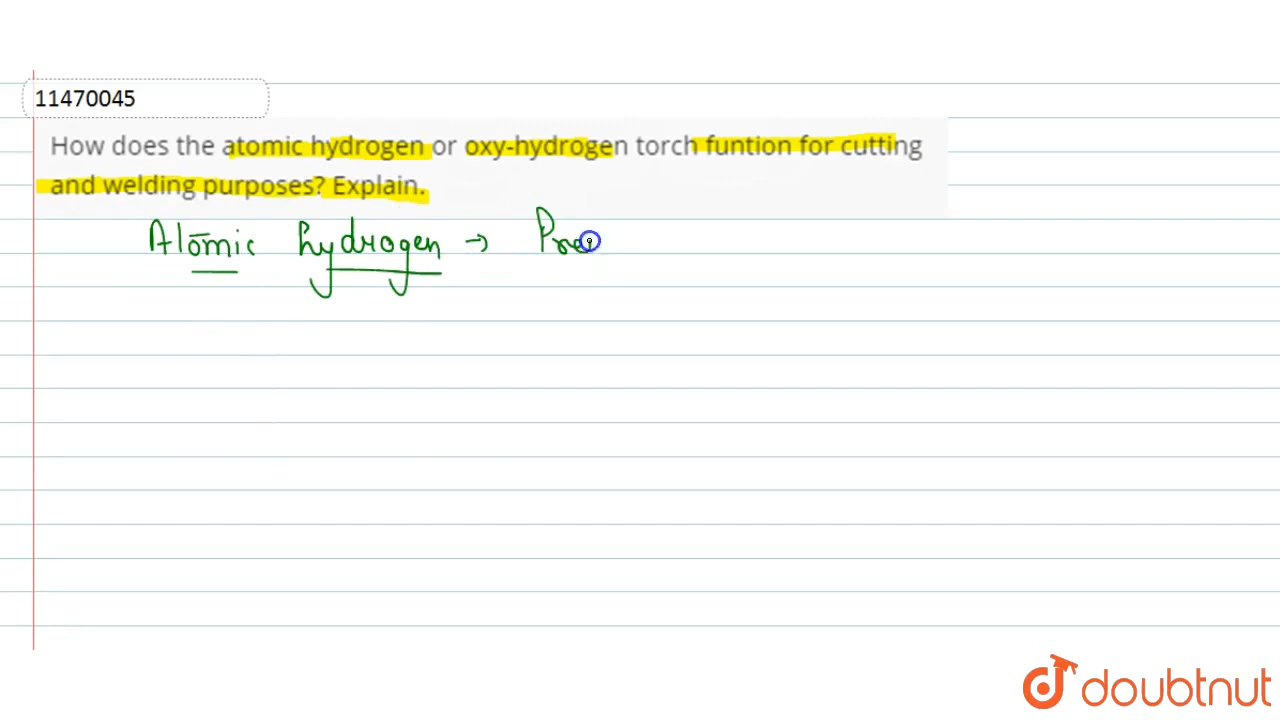 11470045
How does the atomic hydrogen or oxy-hydrogen torch funtion for cutting
and welding purposes? Explain.
Atomic hydrogen →
doubtnut